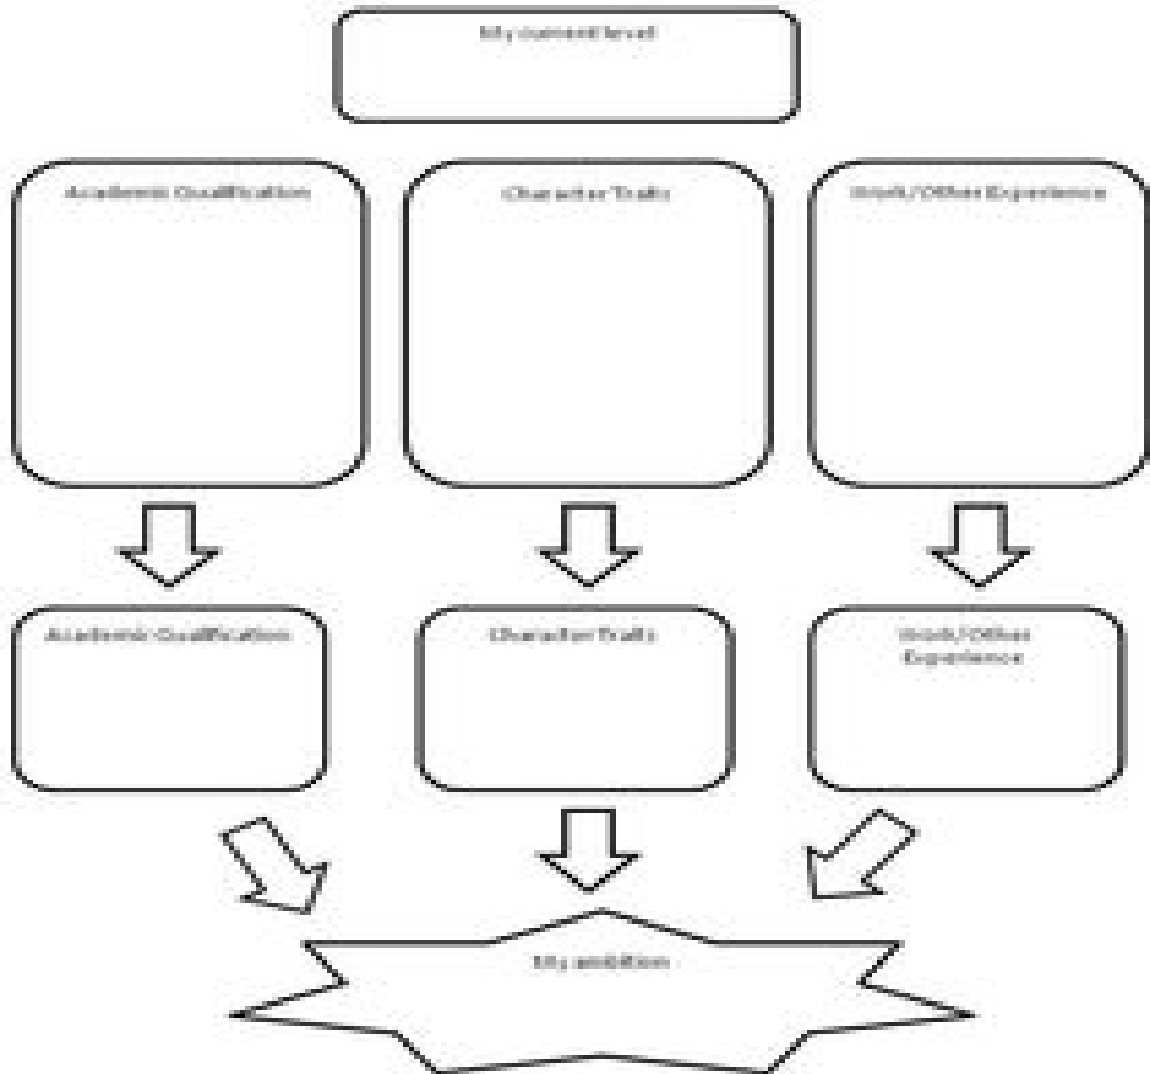 My current level
Academic Qualification
Character Traits
Work/Other Experience
Academic Qualification
Character Traits
Work/Other
Experience
My ambition